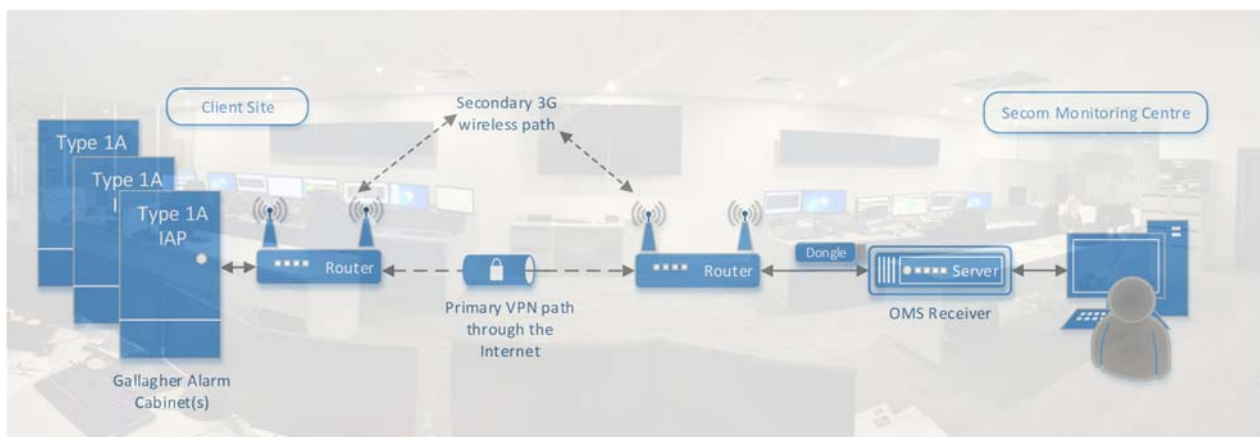 Client Site
Secondary 3G
wireless path
Secom Monitoring Centre
Type 1A
Type 1A
I
Type 1A
IAP
Router
Router
Dongle
Server
Primary VPN path
through the
Internet
OMS Receiver
Gallagher Alarm
Cabinet(s)